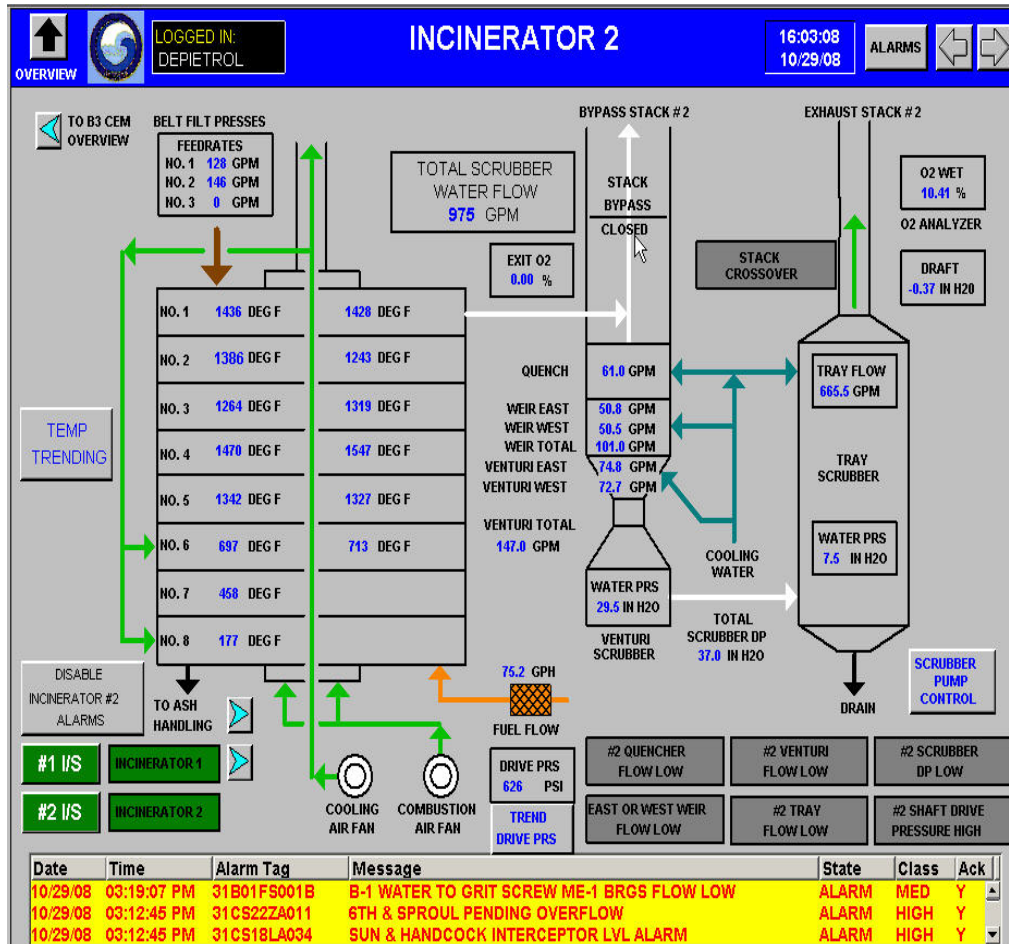 OVERVIEW
LOGGED IN:
DEPIETROL
INCINERATOR 2
16:03:08
10/29/08
ALARMS
TO B3 CEM
OVERVIEW
BELT FILT PRESSES
FEEDRATES
NO. 1 128 GPM
NO. 2 146 GPM
NO. 3 0 GPM
TOTAL SCRUBBER
WATER FLOW
975 GPM
EXIT O2
0.00 %
BYPASS STACK #2
STACK
BYPASS
CLOSED
EXHAUST STACK #2
STACK
CROSSOVER
O2 WET
10.41 %
O2 ANALYZER
DRAFT
-0.37 IN H20
NO. 1 1436 DEG F 1428 DEG F
NO. 2 1386 DEG F 1243 DEG F
NO. 3 1264 DEG F 1319 DEG F
NO. 4 1470 DEG F 1547 DEG F
NO. 5 1342 DEG F 1327 DEG F
NO. 6 697 DEG F 713 DEG F
NO. 7 458 DEG F
NO. 8 177 DEG F
TEMP
TRENDING
QUENCH 61.0 GPM
WEIR EAST 50.8 GPM
WEIR WEST 50.5 GPM
WEIR TOTAL 101.0 GPM
VENTURI EAST 74.8 GPM
VENTURI WEST 72.7 GPM
VENTURI TOTAL
147.0 GPM
WATER PRS
29.5 IN H2O
VENTURI
SCRUBBER
COOLING
WATER
TOTAL
SCRUBBER DP
37.0 IN H2O
TRAY FLOW
665.5 GPM
TRAY
SCRUBBER
WATER PRS
7.5 IN H2O
DRAIN
SCRUBBER
PUMP
CONTROL
DISABLE
INCINERATOR #2
ALARMS
TO ASH
HANDLING
75.2 GPH
FUEL FLOW
#1 I/S INCINERATOR 1
#2 I/S INCINERATOR 2
COOLING
AIR FAN
COMBUSTION
AIR FAN
DRIVE PRS
626 PSI
TREND
DRIVE PRS
#2 QUENCHER
FLOW LOW
#2 VENTURI
FLOW LOW
#2 SCRUBBER
DP LOW
EAST OR WEST WEIR
FLOW LOW
#2 TRAY
FLOW LOW
#2 SHAFT DRIVE
PRESSURE HIGH
Date Time Alarm Tag Message State Class Ack
10/29/08 03:19:07 PM 31B01FS001B B-1 WATER TO GRIT SCREW ME-1 BRGS FLOW LOW ALARM MED Y
10/29/08 03:12:45 PM 31CS22ZA011 6TH & SPROUL PENDING OVERFLOW ALARM HIGH Y
10/29/08 03:12:45 PM 31CS18LA034 SUN & HANDCOCK INTERCEPTOR LVL ALARM ALARM HIGH Y